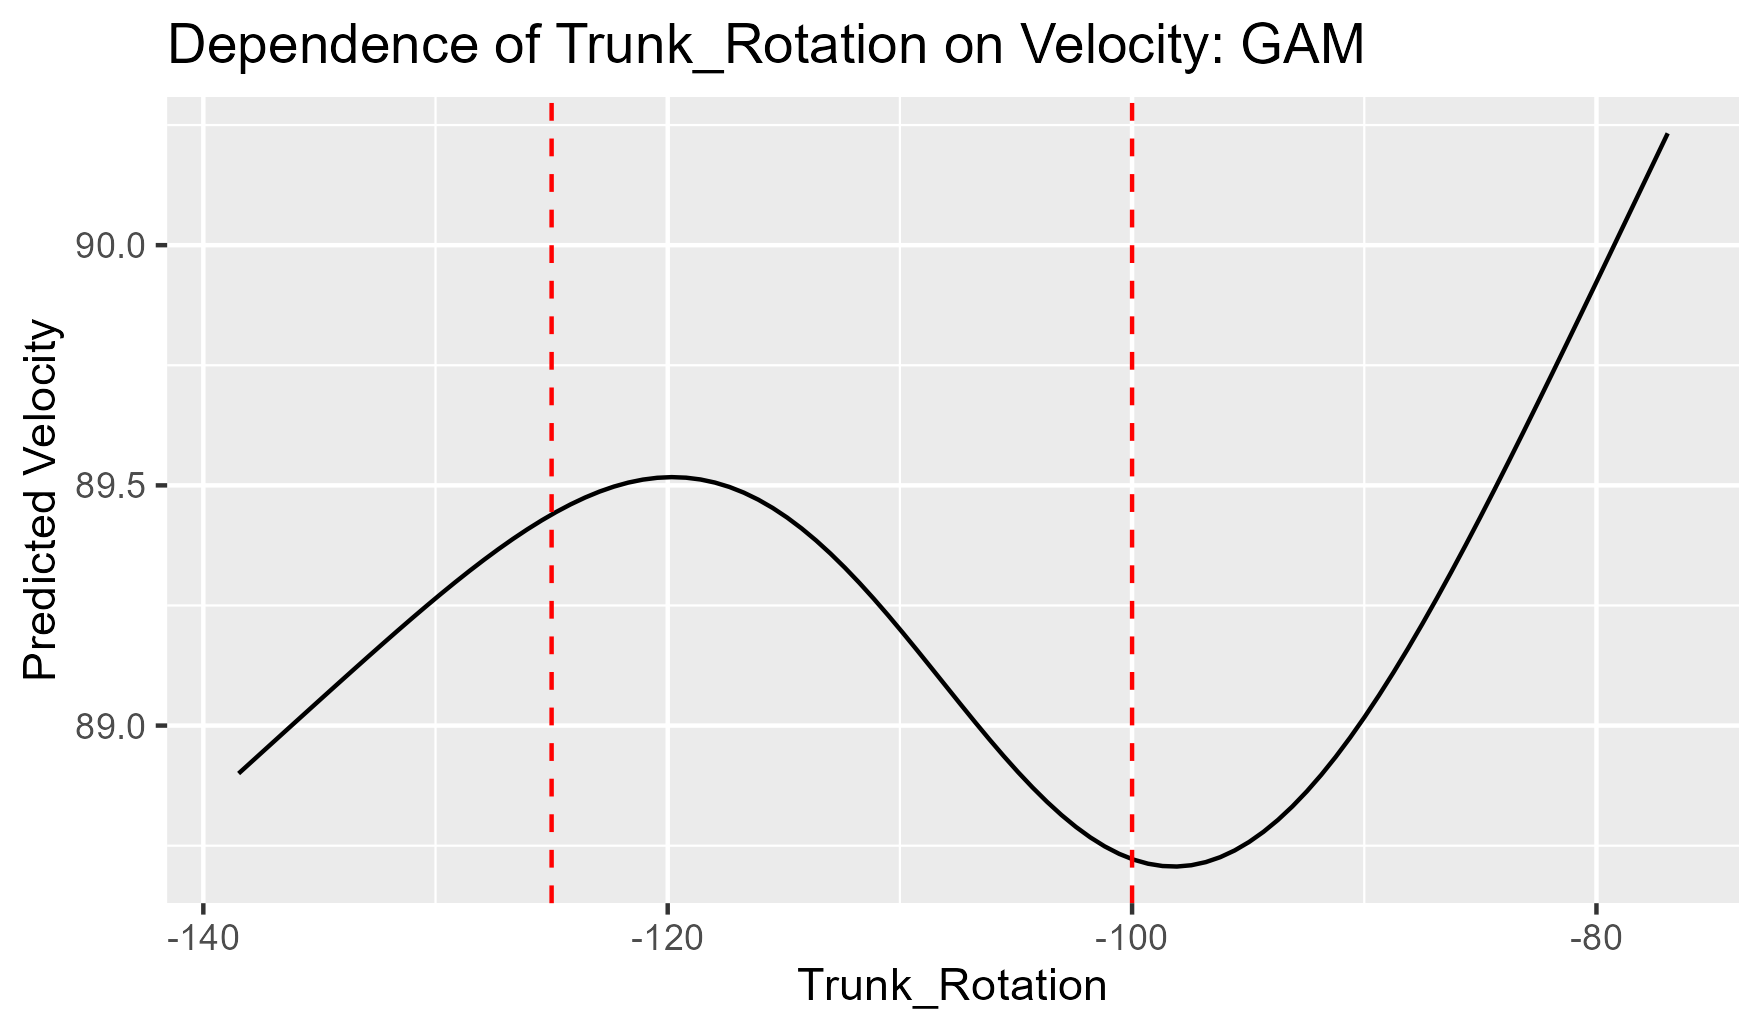 Dependence of Trunk_Rotation on Velocity: GAM
Predicted Velocity
90.0
89.5
89.0
-140
-120
-100
-80
Trunk_Rotation